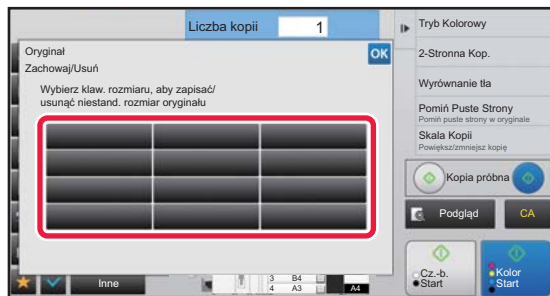 Liczba kopii 1
Oryginał
OK
Zachowaj/Usuń
Wybierz klaw. rozmiaru, aby zapisać/
usunąć niestand. rozmiar oryginału
Tryb Kolorowy
2-Stronna Kop.
Wyrównanie tła
Pomiń Puste Strony
Pomiń puste strony w oryginale
Skala Kopii
Powiększ/zmniejsz kopię
Kopia próbna
Podgląd
CA
Cz.-b.
Start
Kolor
Start
Inne
3 B4
4 A3
A4